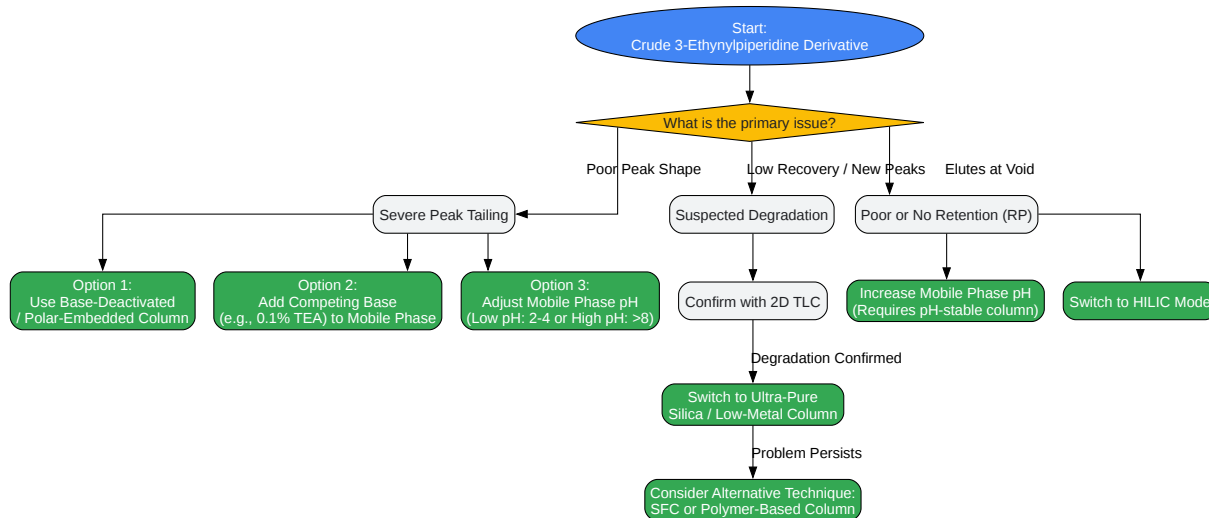 Start:
Crude 3-Ethynylpiperidine Derivative
What is the primary issue?
Poor Peak Shape
Low Recovery / New Peaks
Elutes at Void
Severe Peak Tailing
Suspected Degradation
Poor or No Retention (RP)
Option 1:
Use Base-Deactivated
/ Polar-Embedded Column
Option 2:
Add Competing Base
(e.g., 0.1% TEA) to Mobile Phase
Option 3:
Adjust Mobile Phase pH
(Low pH: 2-4 or High pH: >8)
Confirm with 2D TLC
Increase Mobile Phase pH
(Requires pH-stable column)
Switch to HILIC Mode
Degradation Confirmed
Switch to Ultra-Pure
Silica / Low-Metal Column
Problem Persists
Consider Alternative Technique:
SFC or Polymer-Based Column